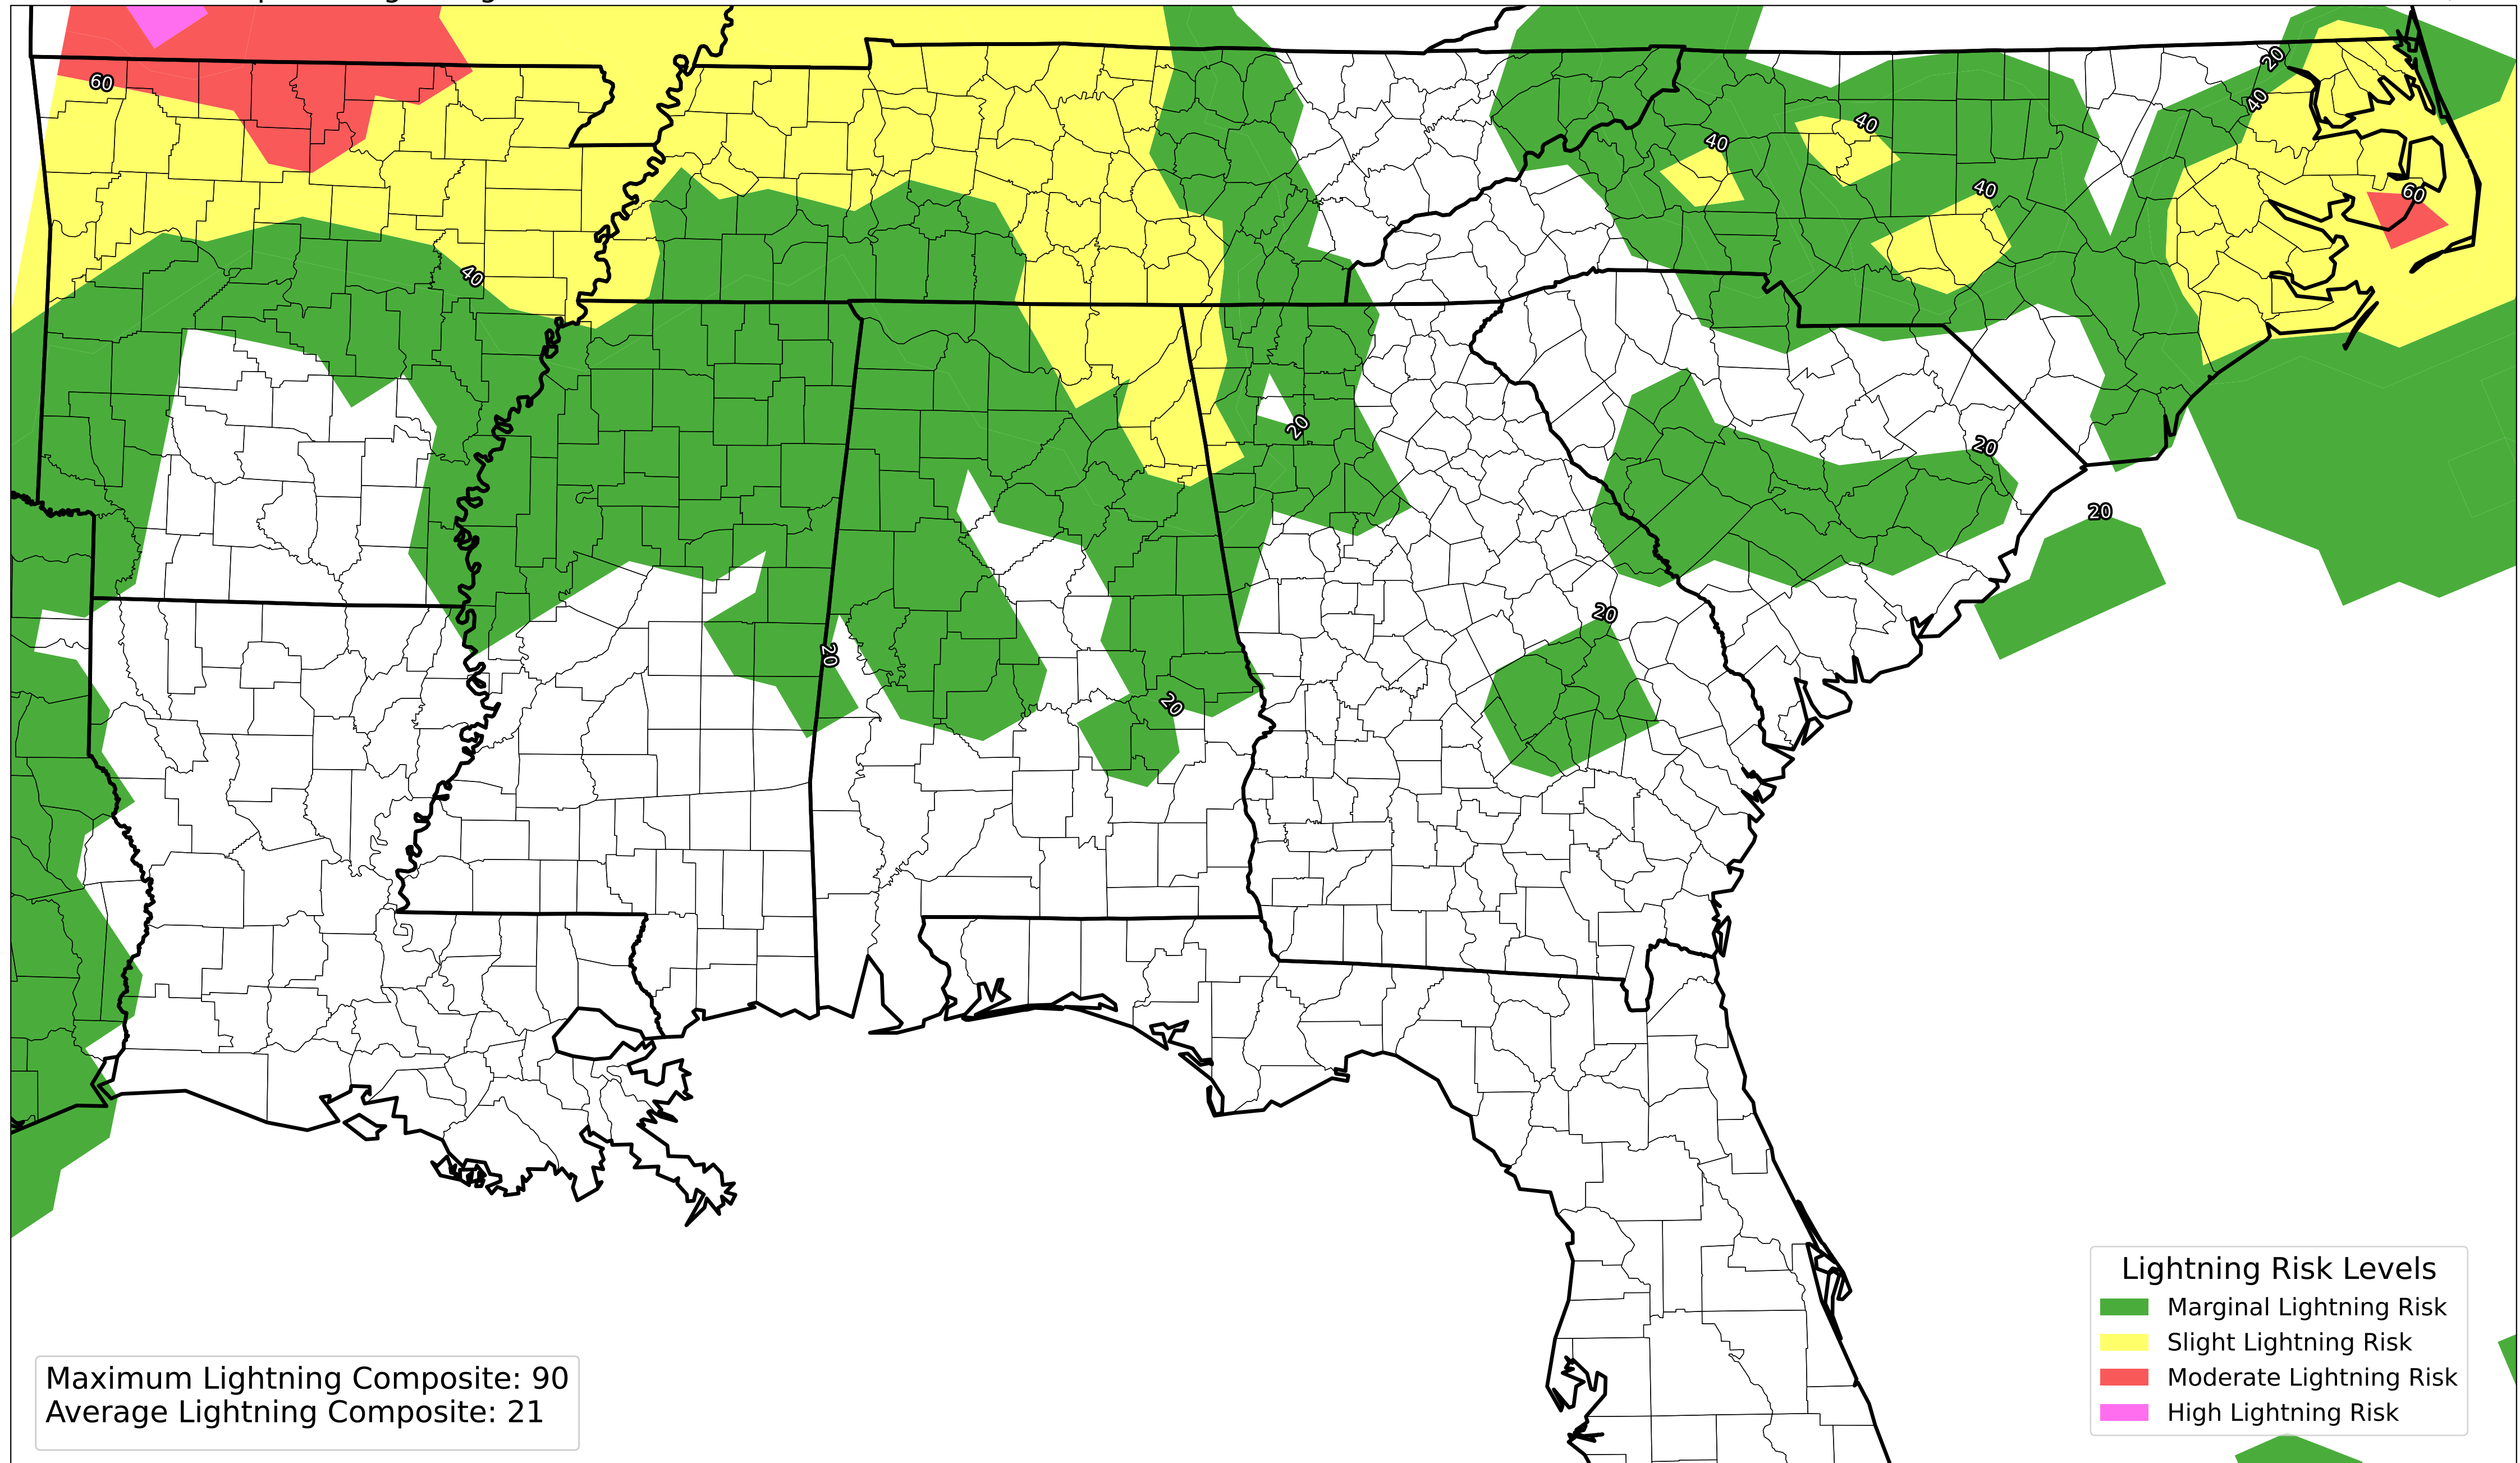 20
60
40
40
40
40
60
40
20
20
20
20
20
20
Lightning Risk Levels
Marginal Lightning Risk
Slight Lightning Risk
Moderate Lightning Risk
High Lightning Risk
Maximum Lightning Composite: 90
Average Lightning Composite: 21